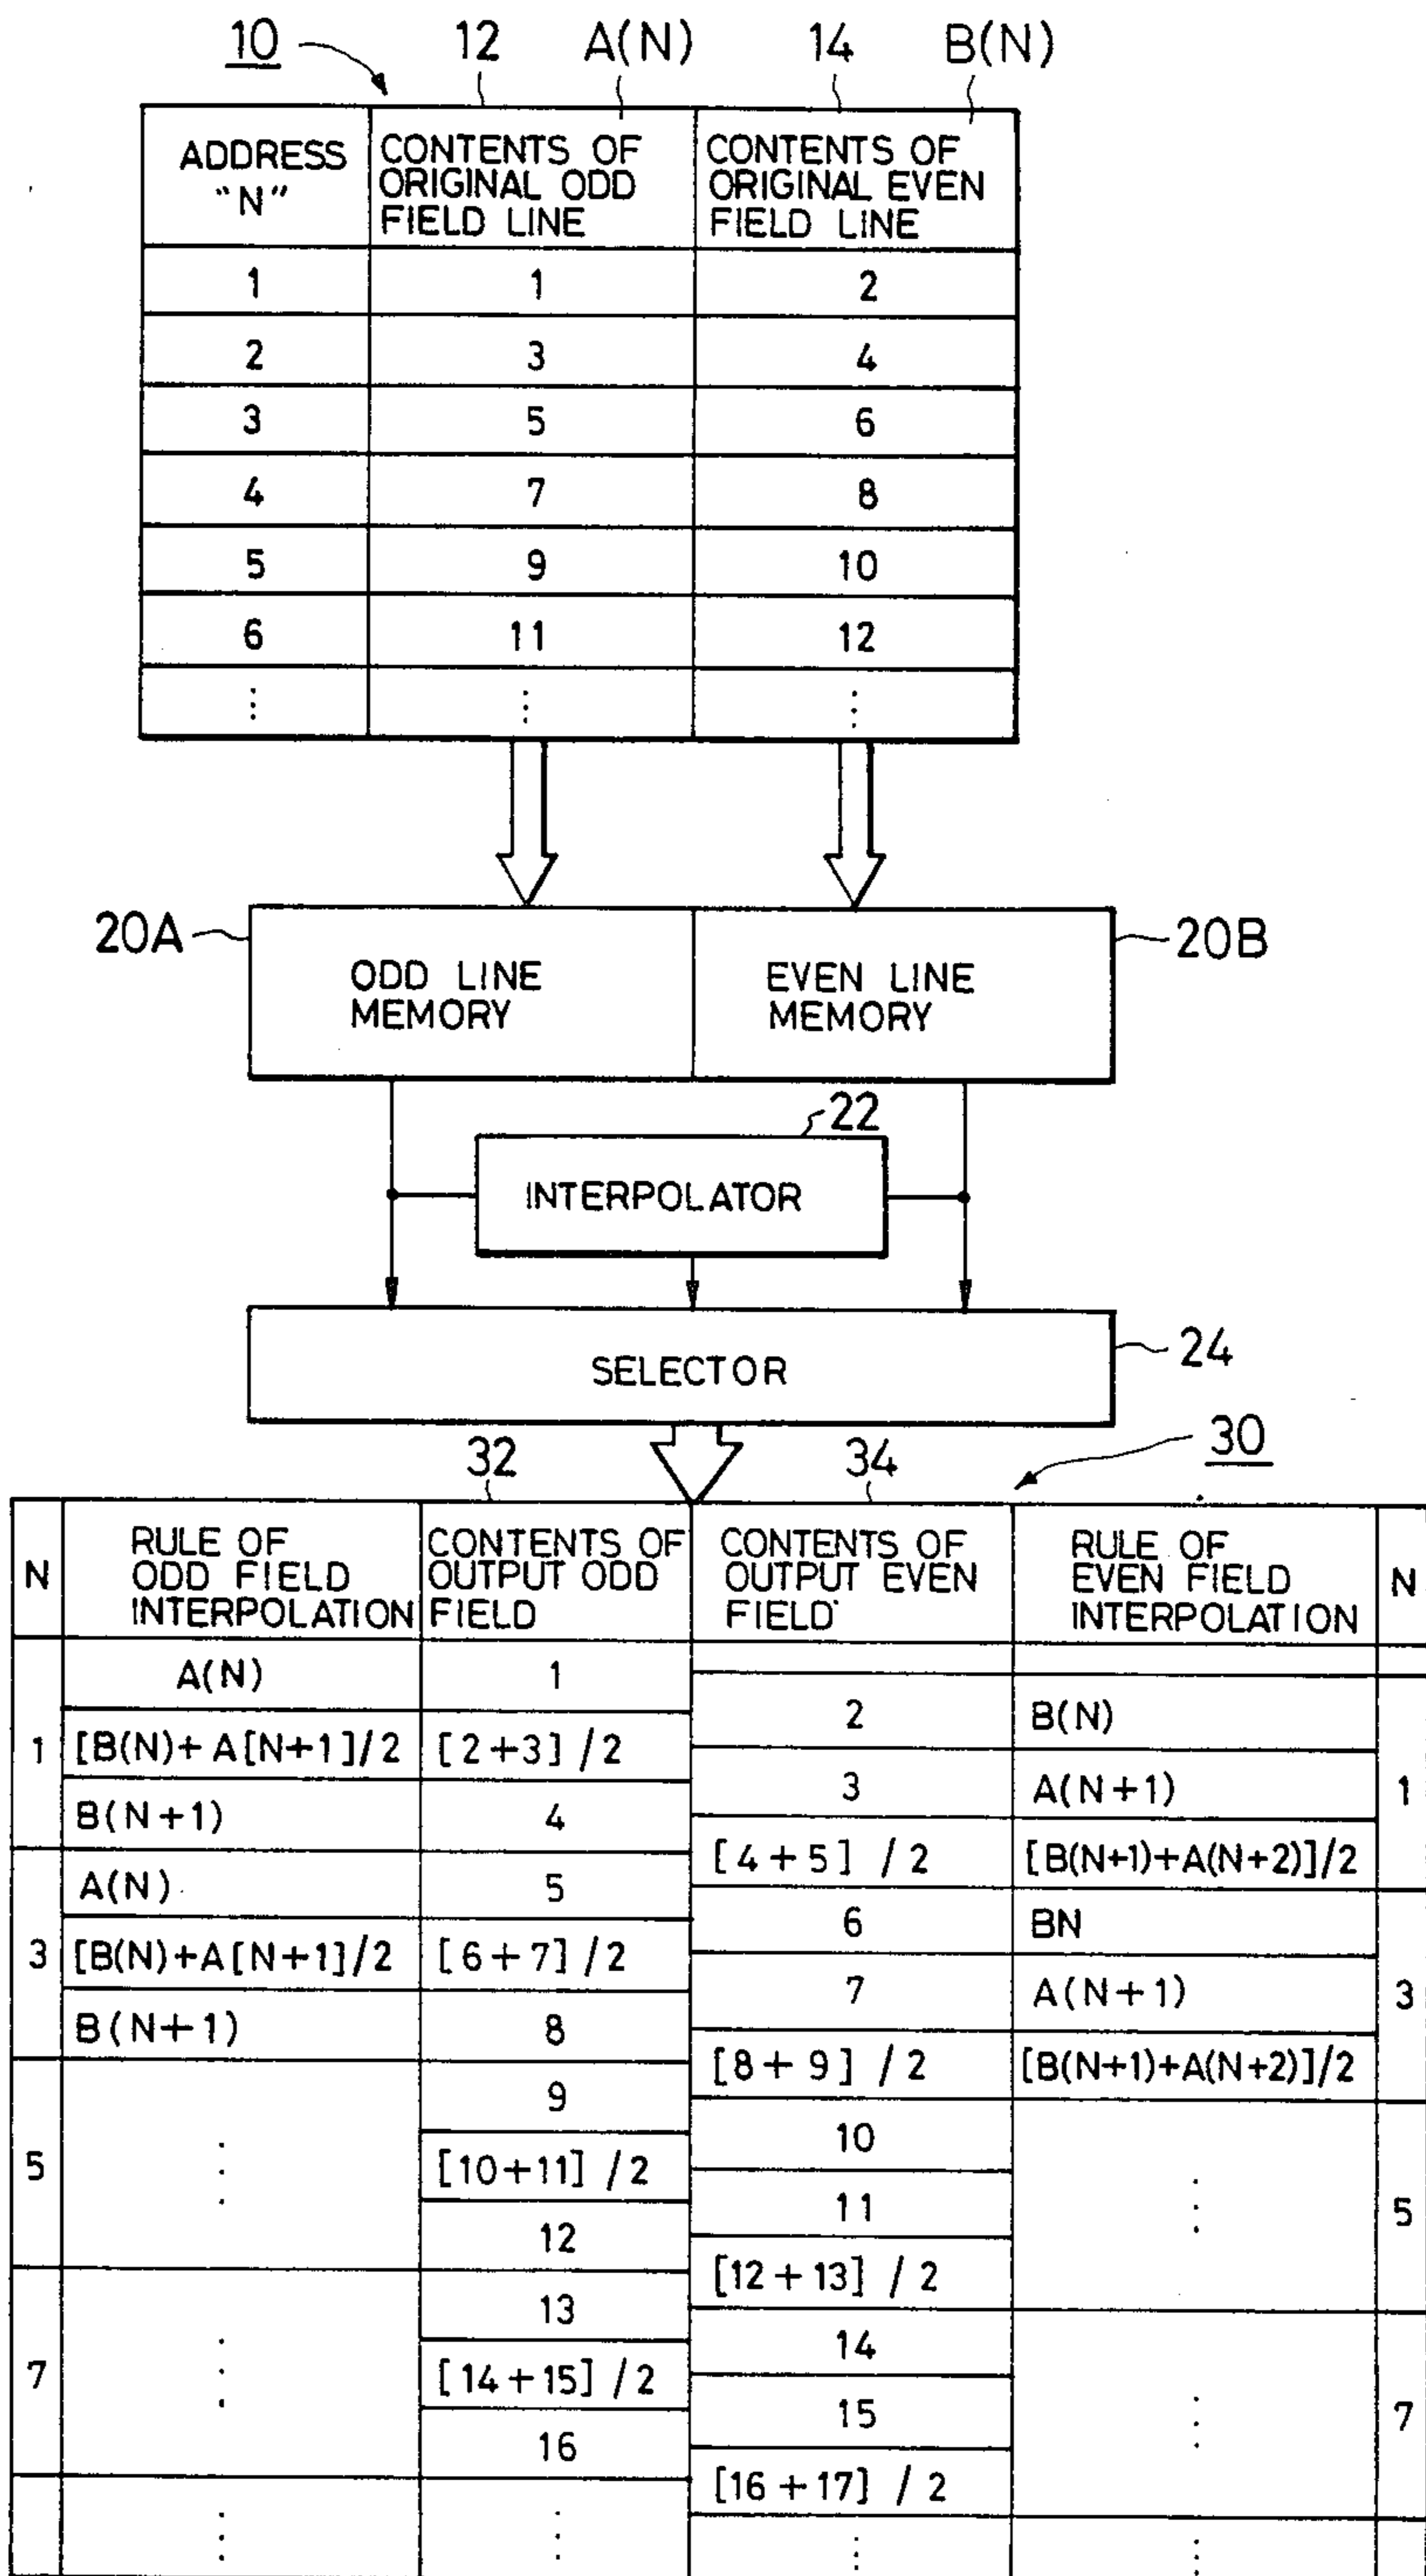 10 12 A(N) 14 B(N)
ADDRESS "N" CONTENTS OF ORIGINAL ODD FIELD LINE CONTENTS OF ORIGINAL EVEN FIELD LINE
1 1 2
2 3 4
3 5 6
4 7 8
5 9 10
6 11 12
⋮ ⋮ ⋮
20A 20B
ODD LINE
MEMORY
EVEN LINE
MEMORY
22
INTERPOLATOR
SELECTOR
24
32 34 30
N
RULE OF
ODD FIELD
INTERPOLATION
CONTENTS OF
OUTPUT ODD
FIELD
CONTENTS OF
OUTPUT EVEN
FIELD
RULE OF
EVEN FIELD
INTERPOLATION
N
1
A(N) 1
[B(N)+A[N+1]/2 [2+3]/2
B(N+1) 4
3
A(N) 5
[B(N)+A[N+1]/2 [6+7]/2
B(N+1) 8
5
⋮
9
[10+11]/2
12
7
⋮
13
[14+15]/2
16
⋮ ⋮
2 B(N)
3 A(N+1)
[4+5]/2 [B(N+1)+A(N+2)]/2
1
6 BN
7 A(N+1)
[8+9]/2 [B(N+1)+A(N+2)]/2
3
10
11
[12+13]/2
⋮
5
14
15
[16+17]/2
⋮
7
⋮ ⋮